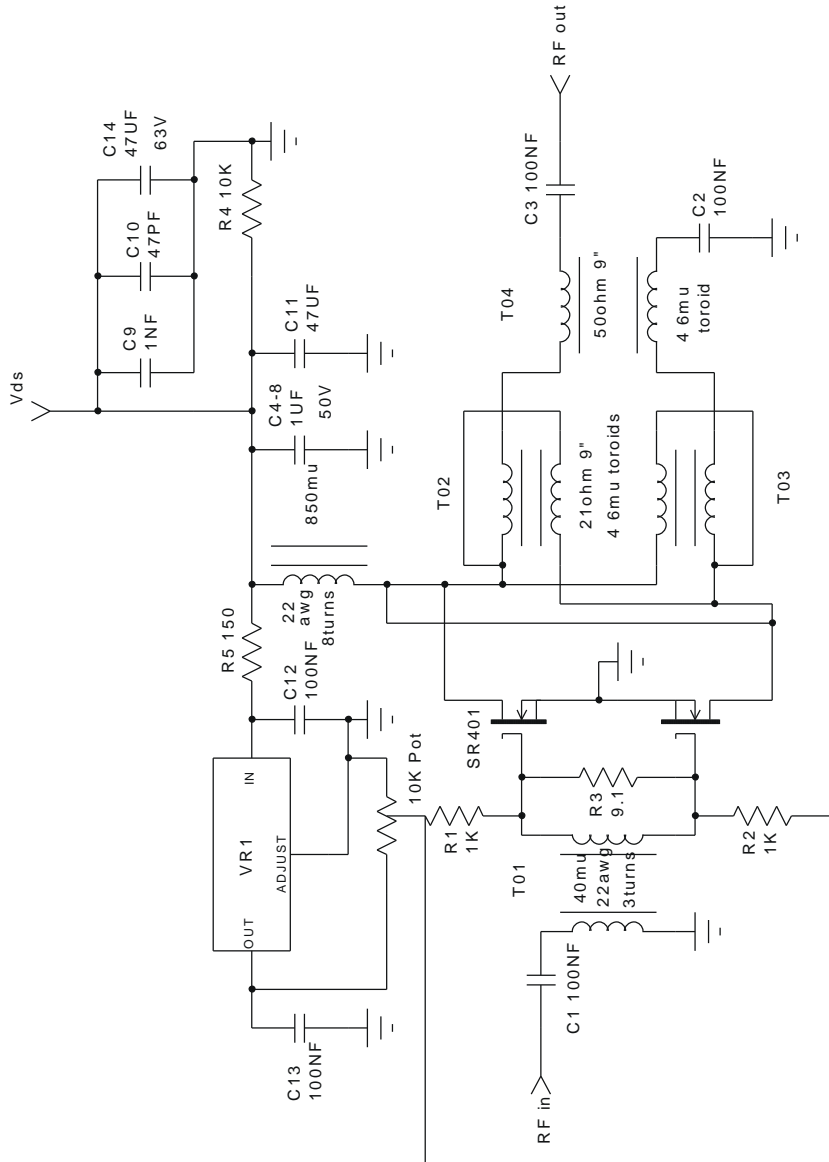 Vds
C9
1NF
C10
47PF
C14
47UF
63V
R4 10K
C11
47UF
C4-8
1UF
50V
850mu
R5 150
22
awg
8turns
C12
100NF
VR1
IN
OUT
ADJUST
C13
100NF
10K Pot
R1
1K
R2
1K
R3
9.1
SR401
T01
40mu
22awg
3turns
C1 100NF
RF in
T02
21ohm 9"
4 6mu toroids
T03
T04
50ohm 9"
4 6mu
toroid
C3 100NF
RF out
C2
100NF